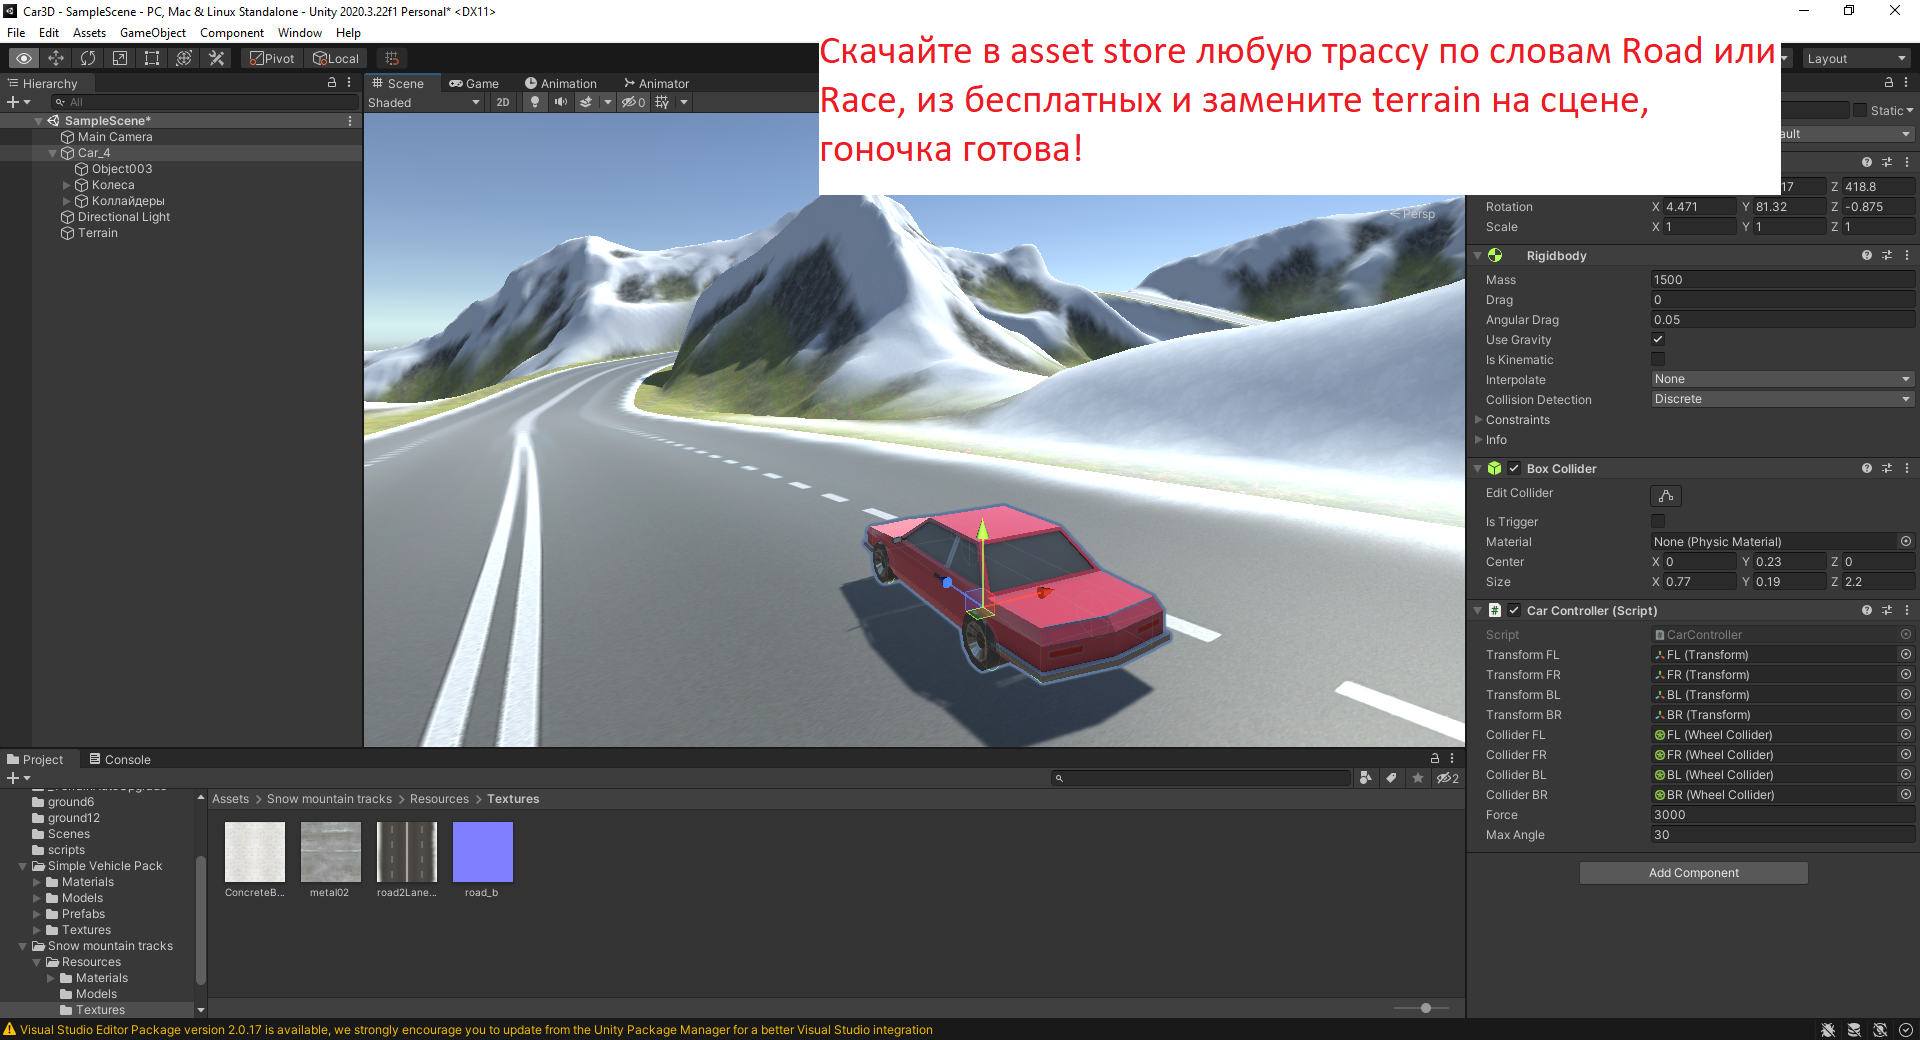 Car3D - SampleScene - PC, Mac & Linux Standalone - Unity 2020.3.22f1 Personal* <DX11>
File Edit Assets GameObject Component Window Help
Pivot Local
Layout
Скачайте в asset store любую трассу по словам Road или
Race, из бесплатных и замените terrain на сцене,
гоночка готова!
Hierarchy
All
SampleScene*
Main Camera
Car_4
Object003
Колеса
Коллайдеры
Directional Light
Terrain
Scene Game Animation Animator
Shaded 2D 0
Persp
Static
ault
17 Z 418.8
Rotation X 4.471 Y 81.32 Z -0.875
Scale X 1 Y 1 Z 1
Rigidbody
Mass 1500
Drag 0
Angular Drag 0.05
Use Gravity
Is Kinematic
Interpolate None
Collision Detection Discrete
Constraints
Info
Box Collider
Edit Collider
Is Trigger
Material None (Physic Material)
Center X 0 Y 0.23 Z 0
Size X 0.77 Y 0.19 Z 2.2
Car Controller (Script)
Script CarController
Transform FL FL (Transform)
Transform FR FR (Transform)
Transform BL BL (Transform)
Transform BR BR (Transform)
Collider FL FL (Wheel Collider)
Collider FR FR (Wheel Collider)
Collider BL BL (Wheel Collider)
Collider BR BR (Wheel Collider)
Force 3000
Max Angle 30
Add Component
Project Console
2
ground6
ground12
Scenes
scripts
Simple Vehicle Pack
Materials
Models
Prefabs
Textures
Snow mountain tracks
Resources
Materials
Models
Textures
Assets > Snow mountain tracks > Resources > Textures
ConcreteB... metal02 road2Lane... road_b
Visual Studio Editor Package version 2.0.17 is available, we strongly encourage you to update from the Unity Package Manager for a better Visual Studio integration